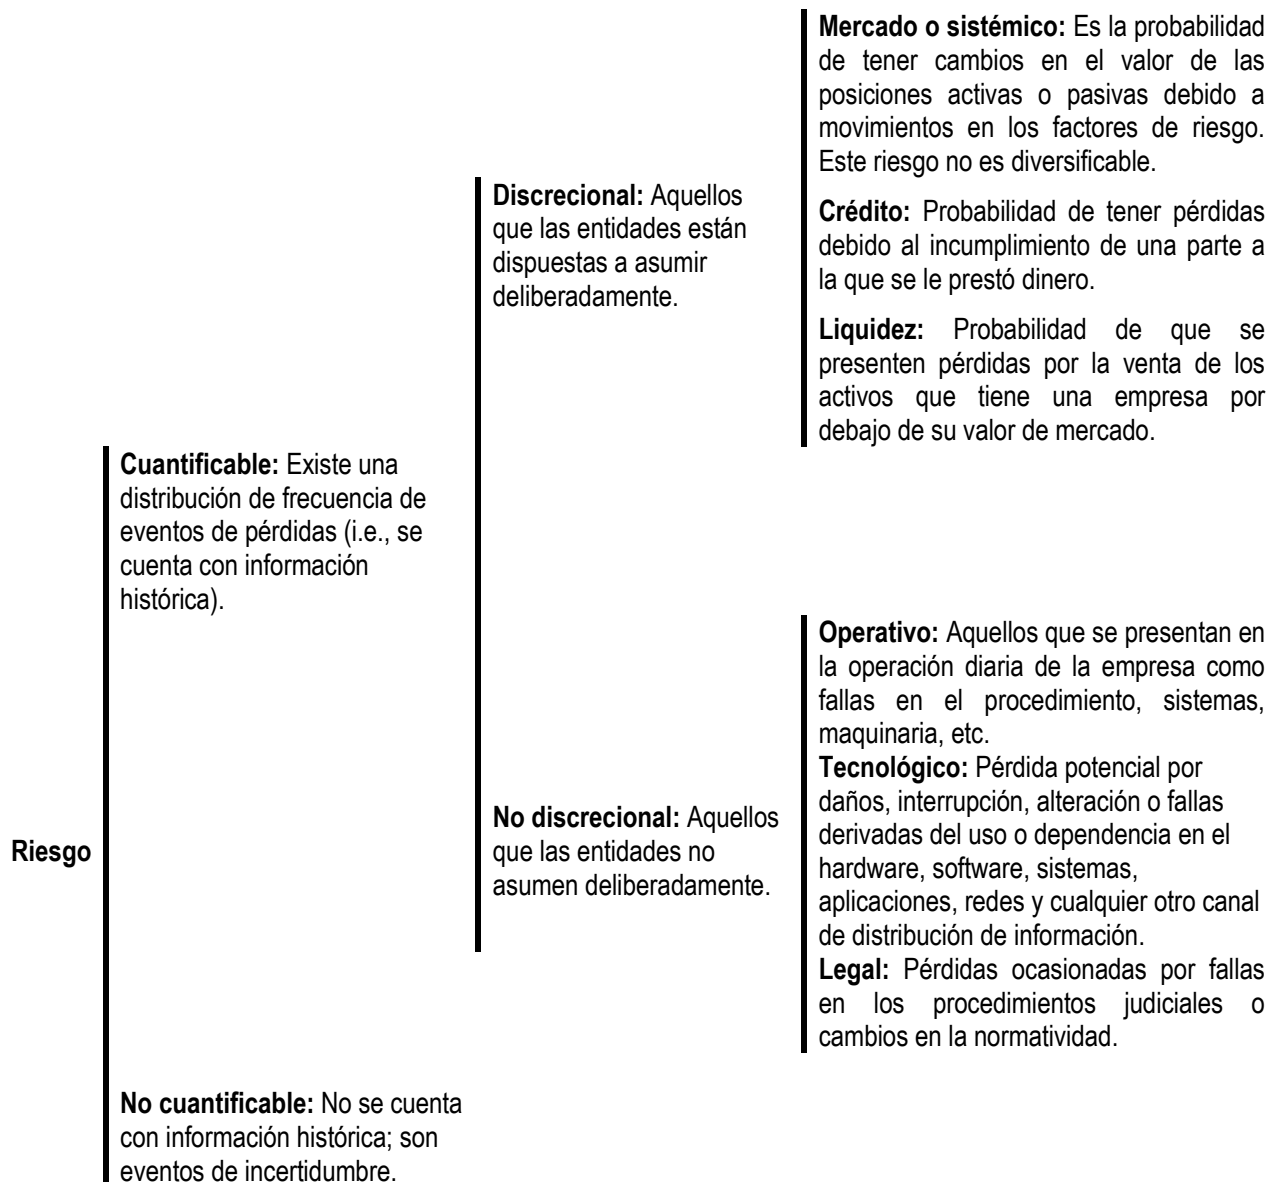 Riesgo
Cuantificable: Existe una
distribución de frecuencia de
eventos de pérdidas (i.e., se
cuenta con información
histórica).
Discrecional: Aquellos
que las entidades están
dispuestas a asumir
deliberadamente.
Mercado o sistémico: Es la probabilidad
de tener cambios en el valor de las
posiciones activas o pasivas debido a
movimientos en los factores de riesgo.
Este riesgo no es diversificable.
Crédito: Probabilidad de tener pérdidas
debido al incumplimiento de una parte a
la que se le prestó dinero.
Liquidez: Probabilidad de que se
presenten pérdidas por la venta de los
activos que tiene una empresa por
debajo de su valor de mercado.
No discrecional: Aquellos
que las entidades no
asumen deliberadamente.
Operativo: Aquellos que se presentan en
la operación diaria de la empresa como
fallas en el procedimiento, sistemas,
maquinaria, etc.
Tecnológico: Pérdida potencial por
daños, interrupción, alteración o fallas
derivadas del uso o dependencia en el
hardware, software, sistemas,
aplicaciones, redes y cualquier otro canal
de distribución de información.
Legal: Pérdidas ocasionadas por fallas
en los procedimientos judiciales o
cambios en la normatividad.
No cuantificable: No se cuenta
con información histórica; son
eventos de incertidumbre.